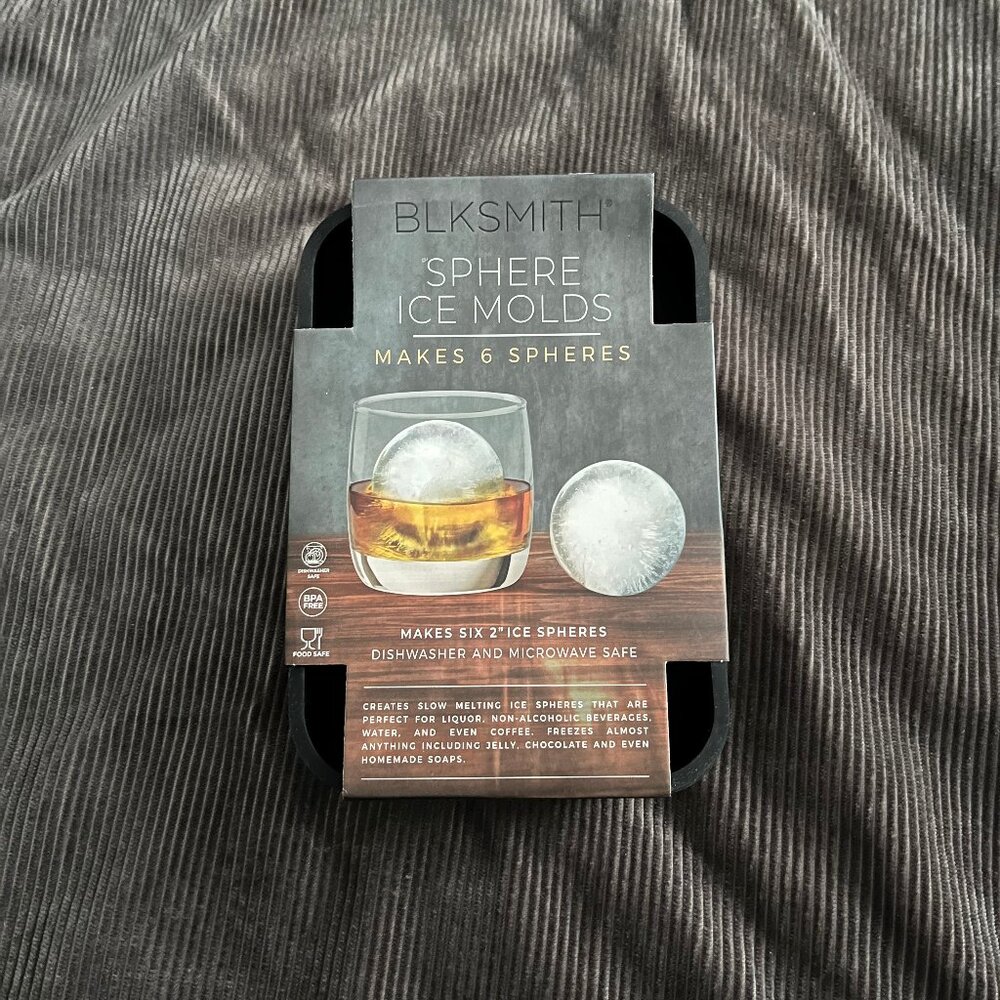 BLKSMITH®
SPHERE
ICE MOLDS
MAKES 6 SPHERES
DISHWASHER
SAFE
BPA
FREE
FOOD SAFE
MAKES SIX 2" ICE SPHERES
DISHWASHER AND MICROWAVE SAFE
CREATES SLOW MELTING ICE SPHERES THAT ARE
PERFECT FOR LIQUOR, NON-ALCOHOLIC BEVERAGES,
WATER, AND EVEN COFFEE. FREEZES ALMOST
ANYTHING INCLUDING JELLY, CHOCOLATE AND EVEN
HOMEMADE SOAPS.